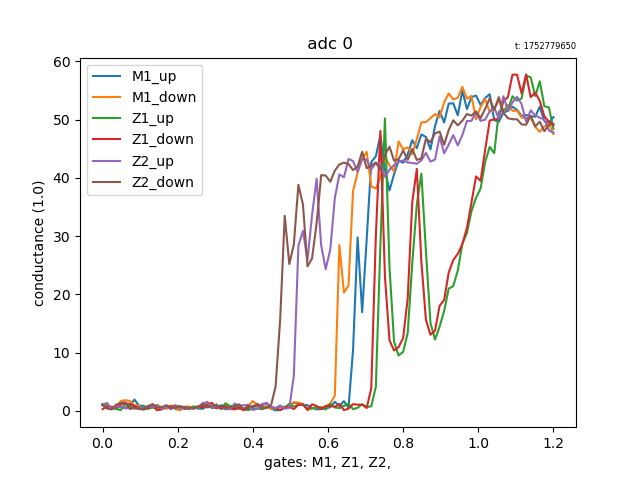 adc 0
t: 1752779650
M1_up
M1_down
Z1_up
Z1_down
Z2_up
Z2_down
conductance (1.0)
60
50
40
30
20
10
0
0.0 0.2 0.4 0.6 0.8 1.0 1.2
gates: M1, Z1, Z2,